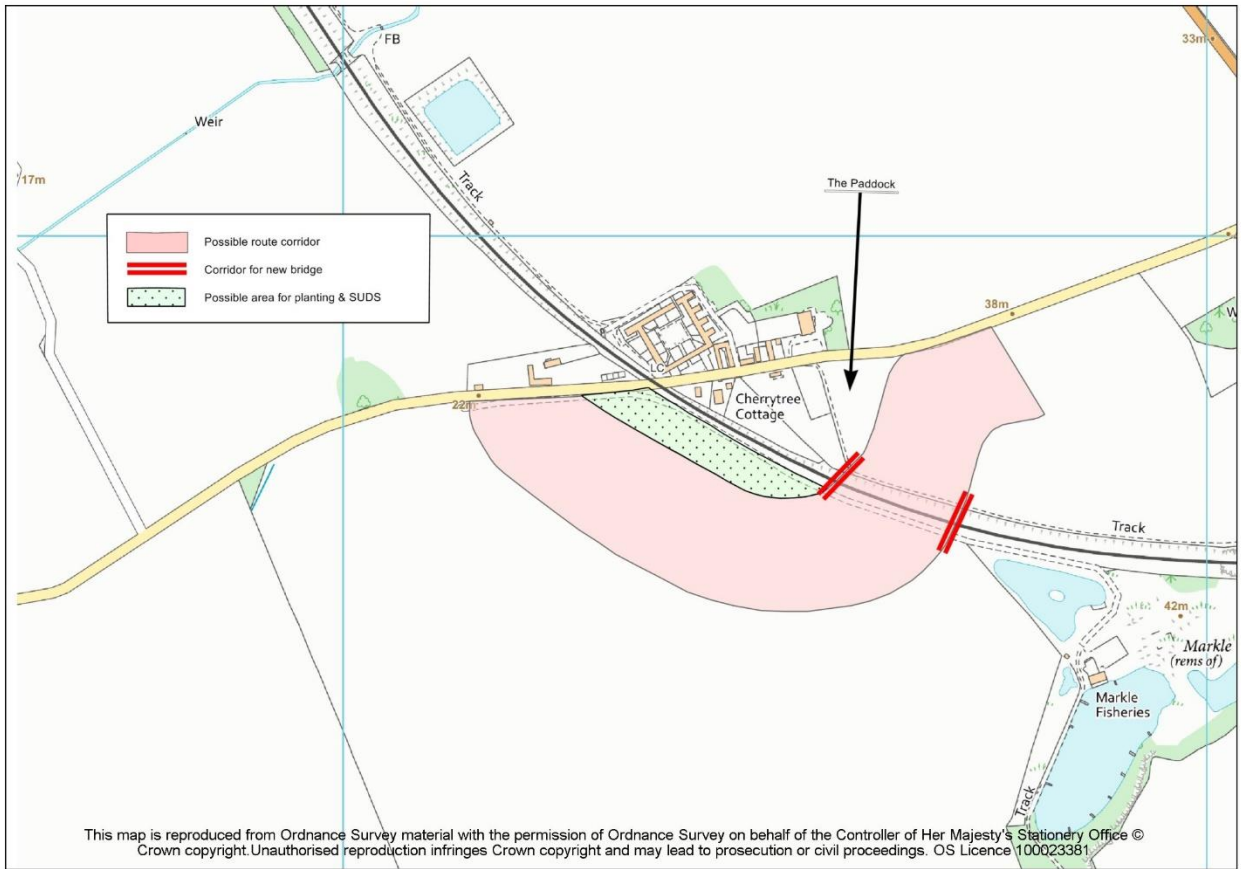 33m
FB
Weir
17m
Track
The Paddock
Possible route corridor
Corridor for new bridge
Possible area for planting & SUDS
38m
W
LC
22m
Cherrytree
Cottage
Track
42m
Markle
(rems of)
Markle
Fisheries
Track
This map is reproduced from Ordnance Survey material with the permission of Ordnance Survey on behalf of the Controller of Her Majesty's Stationery Office ©
Crown copyright.Unauthorised reproduction infringes Crown copyright and may lead to prosecution or civil proceedings. OS Licence 100023381